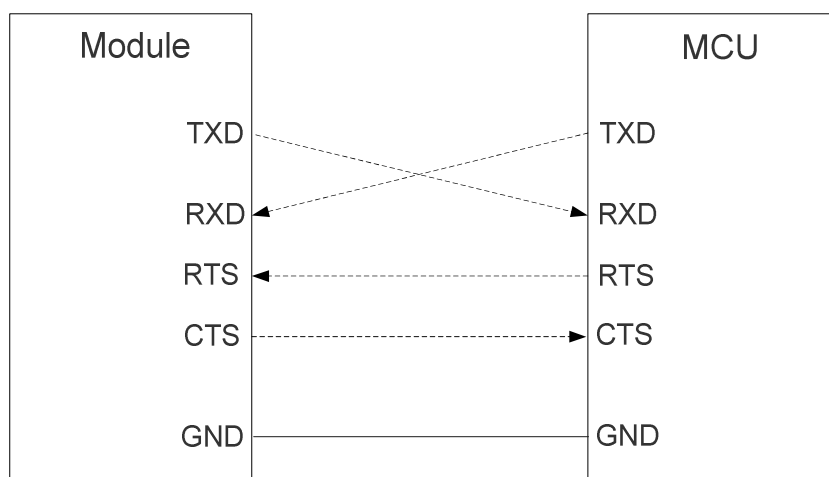 Module
MCU
TXD
TXD
RXD
RXD
RTS
RTS
CTS
CTS
GND
GND